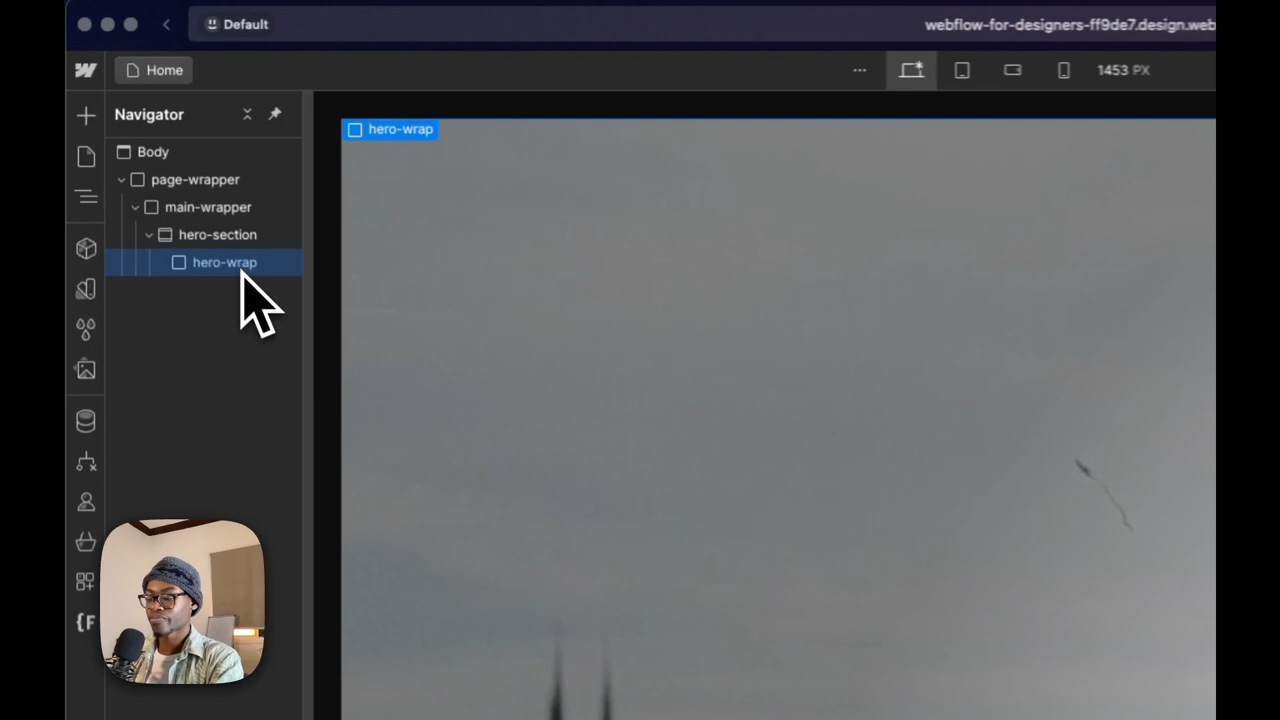 Default
webflow-for-designers-ff9de7.design.web
Home
1453 PX
Navigator
Body
page-wrapper
main-wrapper
hero-section
hero-wrap
hero-wrap
{F